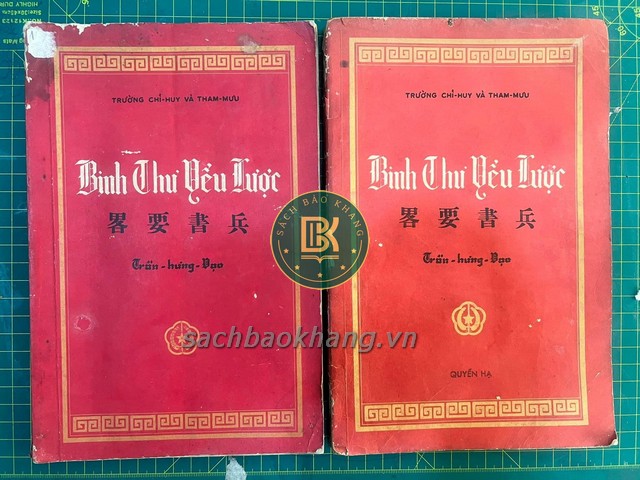 TRƯỜNG CHỈ-HUY VÀ THAM-MƯU
Binh Thư Yếu Lược
畧要書兵
Trần-hưng-Đạo
TRƯỜNG CHỈ-HUY VÀ THAM-MƯU
Binh Thư Yếu Lược
畧要書兵
Trần-hưng-Đạo
QUYỂN HẠ
SÁCH BẢO KHANG
BK
sachbaokhang.vn